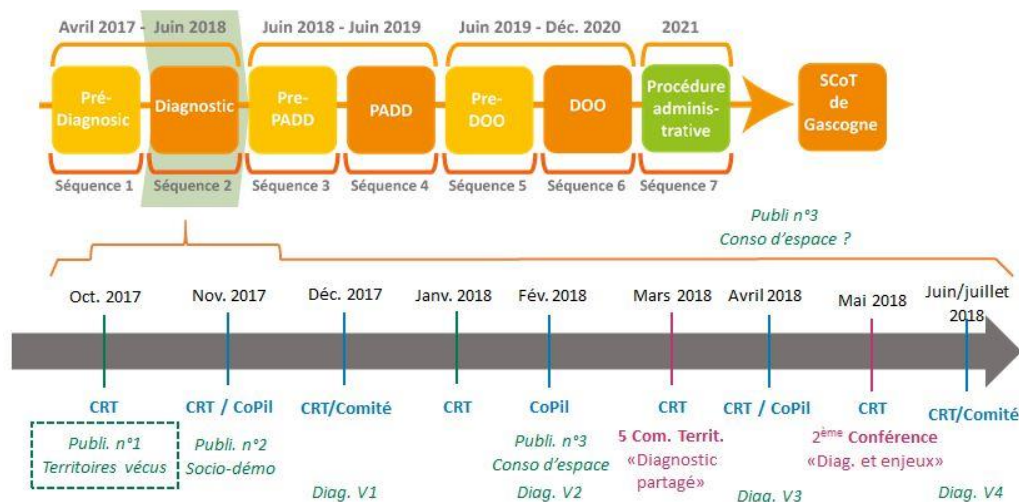 Avril 2017 - Juin 2018
Juin 2018 - Juin 2019
Juin 2019 - Déc. 2020
2021
Pré-
Diagnosic
Diagnostic
Pre-
PADD
PADD
Pre-
DOO
DOO
Procédure
adminis-
trative
SCoT
de
Gascogne
Séquence 1
Séquence 2
Séquence 3
Séquence 4
Séquence 5
Séquence 6
Séquence 7
Publi n°3
Conso d'espace ?
Oct. 2017
Nov. 2017
Déc. 2017
Janv. 2018
Fév. 2018
Mars 2018
Avril 2018
Mai 2018
Juin/juillet
2018
CRT
CRT / CoPil
CRT/Comité
CRT
CoPil
CRT
CRT / CoPil
CRT
CRT/Comité
Publi. n°1
Territoires vécus
Publi. n°2
Socio-démo
Diag. V1
Publi. n°3
Conso d'espace
Diag. V2
5 Com. Territ.
«Diagnostic
partagé»
Diag. V3
2ème Conférence
«Diag. et enjeux»
Diag. V4